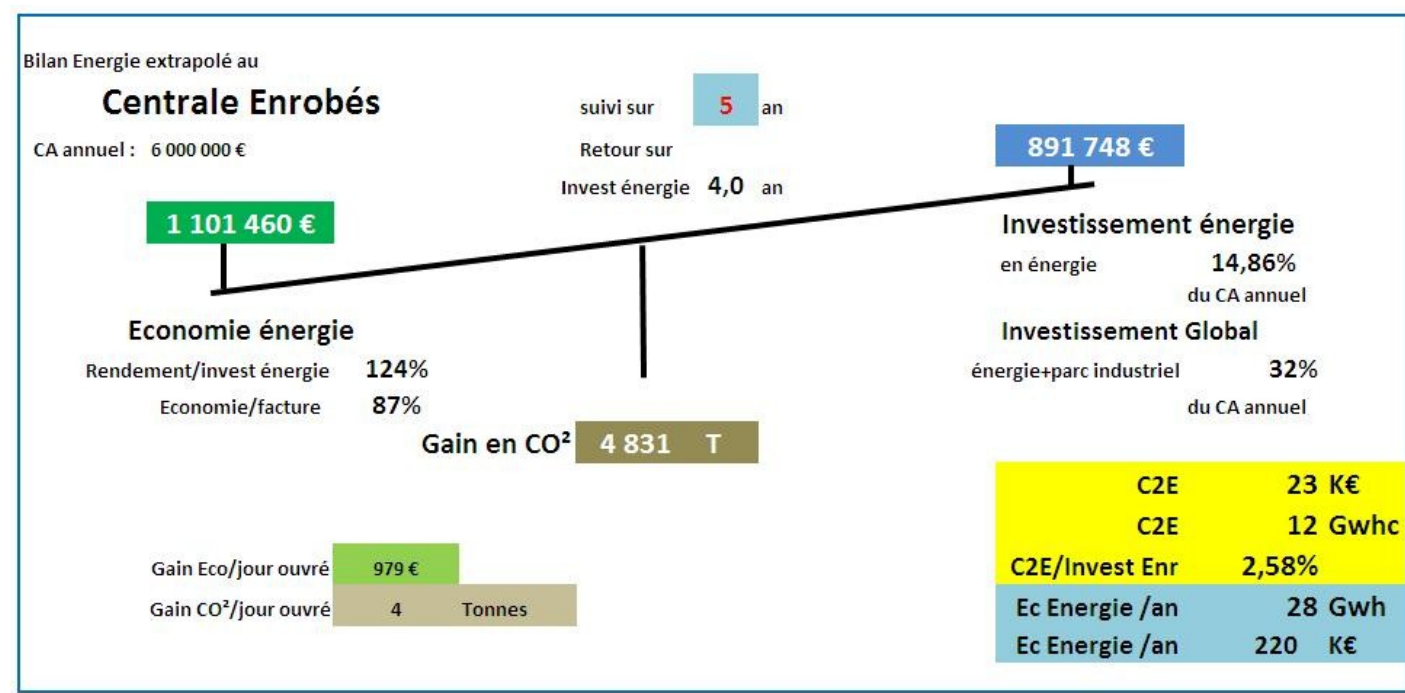 Bilan Energie extrapolé au
Centrale Enrobés
suivi sur 5 an
CA annuel : 6 000 000 €
Retour sur
891 748 €
Invest énergie 4,0 an
1 101 460 €
Investissement énergie
en énergie 14,86%
du CA annuel
Economie énergie
Investissement Global
Rendement/invest énergie 124%
énergie+parc industriel 32%
Economie/facture 87%
du CA annuel
Gain en CO² 4 831 T
C2E 23 K€
C2E 12 Gwhc
C2E/Invest Enr 2,58%
Gain Eco/jour ouvré 979 €
Gain CO²/jour ouvré 4 Tonnes
Ec Energie /an 28 Gwh
Ec Energie /an 220 K€